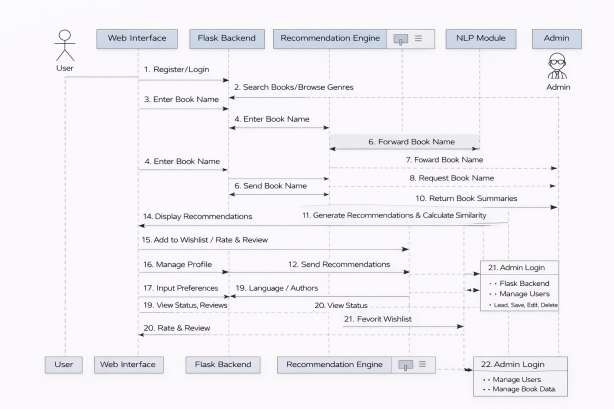 Web Interface
Flask Backend
Recommendation Engine
NLP Module
Admin
User
Admin
1. Register/Login
2. Search Books/Browse Genres
3. Enter Book Name
4. Enter Book Name
6. Forward Book Name
4. Enter Book Name
7. Foward Book Name
8. Request Book Name
6. Send Book Name
10. Return Book Summaries
14. Display Recommendations
11. Generate Recommendations & Calculate Similarity
15. Add to Wishlist / Rate & Review
16. Manage Profile
12. Send Recommendations
21. Admin Login
• • Flask Backend
• • Manage Users
• • Lead, Save, Edit, Delete
17. Input Preferences
19. Language / Authors
19. View Status, Reviews
20. View Status
21. Fevorit Wishlist
20. Rate & Review
User
Web Interface
Flask Backend
Recommendation Engine
22. Admin Login
• • Manage Users
• • Manage Book Data